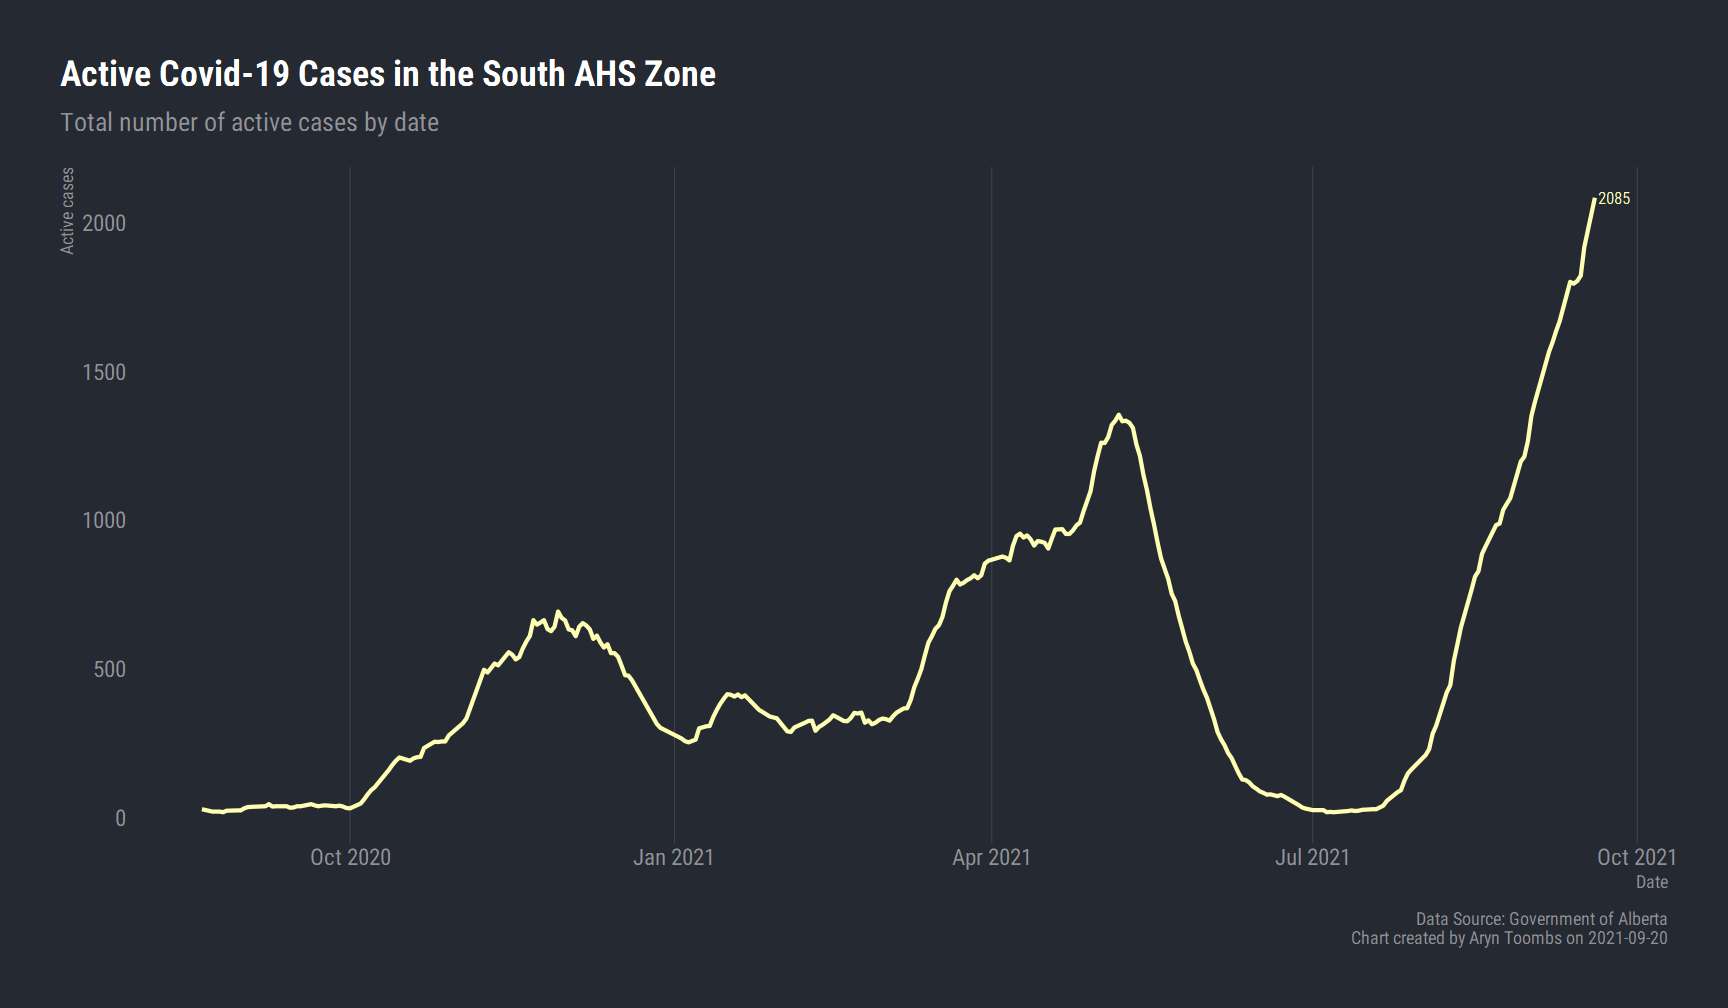 Active Covid-19 Cases in the South AHS Zone
Total number of active cases by date
Active cases
2000
1500
1000
500
0
2085
Oct 2020
Jan 2021
Apr 2021
Jul 2021
Oct 2021
Date
Data Source: Government of Alberta
Chart created by Aryn Toombs on 2021-09-20